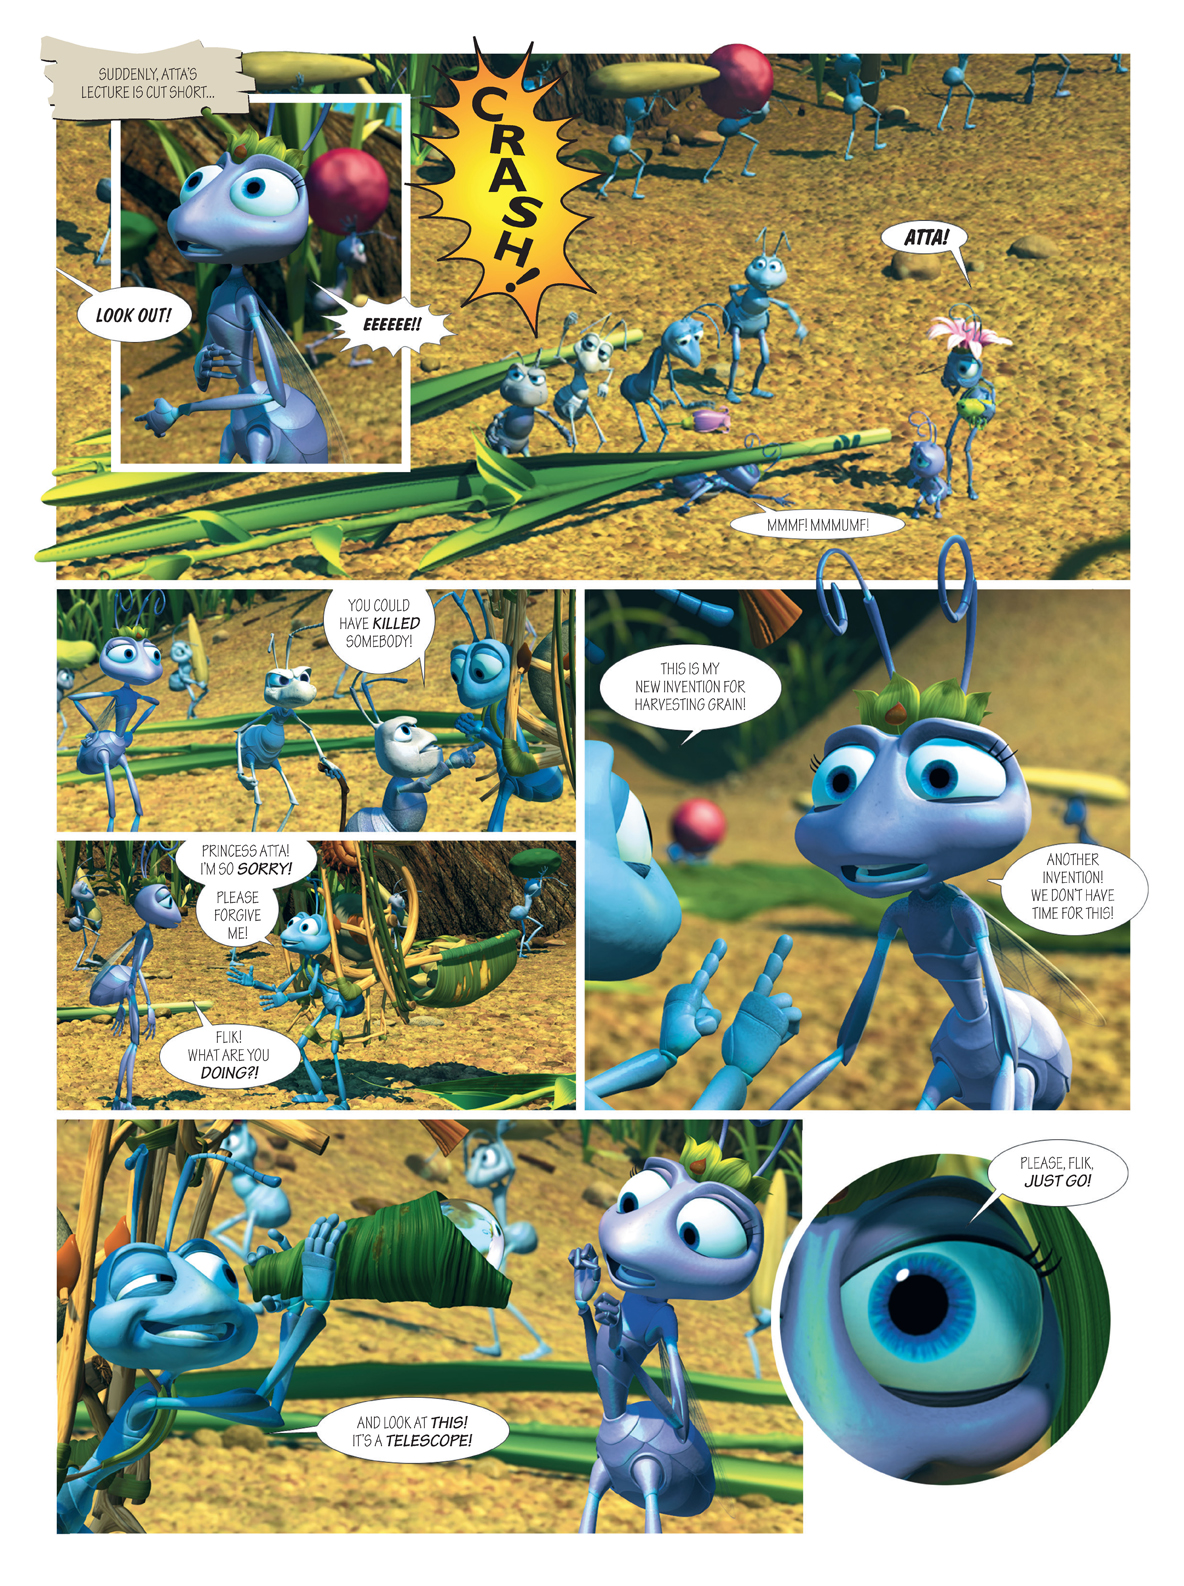 SUDDENLY, ATTA'S
LECTURE IS CUT SHORT...
LOOK OUT!
EEEEEE!!
CRASH!
ATTA!
MMMF! MMMUMF!
YOU COULD
HAVE KILLED
SOMEBODY!
PRINCESS ATTA!
I'M SO SORRY!
PLEASE
FORGIVE
ME!
FLIK!
WHAT ARE YOU
DOING?!
THIS IS MY
NEW INVENTION FOR
HARVESTING GRAIN!
ANOTHER
INVENTION!
WE DON'T HAVE
TIME FOR THIS!
AND LOOK AT THIS!
IT'S A TELESCOPE!
PLEASE, FLIK,
JUST GO!